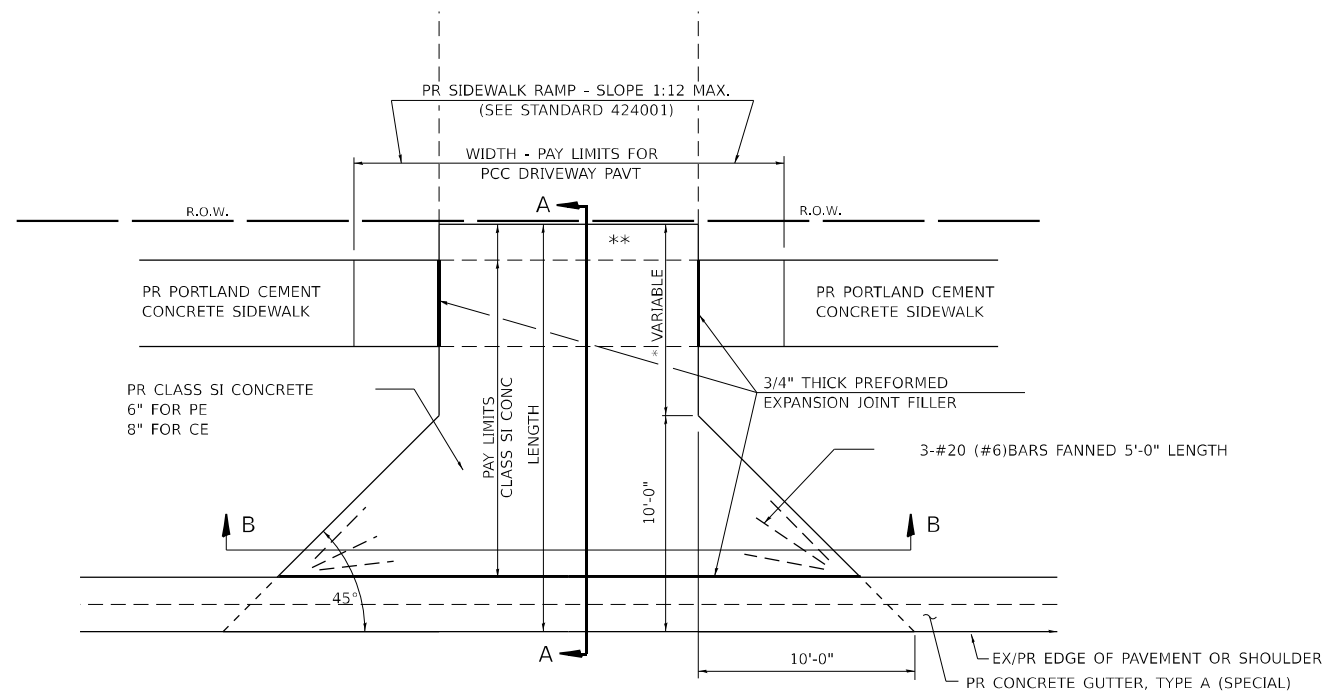 PR SIDEWALK RAMP - SLOPE 1:12 MAX.
(SEE STANDARD 424001)
WIDTH - PAY LIMITS FOR
PCC DRIVEWAY PAVT
A
R.O.W.
R.O.W.
**
PR PORTLAND CEMENT
CONCRETE SIDEWALK
PR PORTLAND CEMENT
CONCRETE SIDEWALK
* VARIABLE
PR CLASS SI CONCRETE
6" FOR PE
8" FOR CE
3/4" THICK PREFORMED
EXPANSION JOINT FILLER
PAY LIMITS
CLASS SI CONC
LENGTH
3-#20 (#6)BARS FANNED 5'-0" LENGTH
10'-0"
B
B
45°
A
10'-0"
EX/PR EDGE OF PAVEMENT OR SHOULDER
PR CONCRETE GUTTER, TYPE A (SPECIAL)